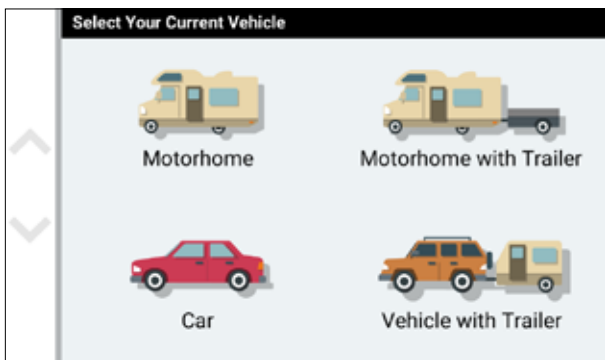 Select Your Current Vehicle
Motorhome
Motorhome with Trailer
Car
Vehicle with Trailer